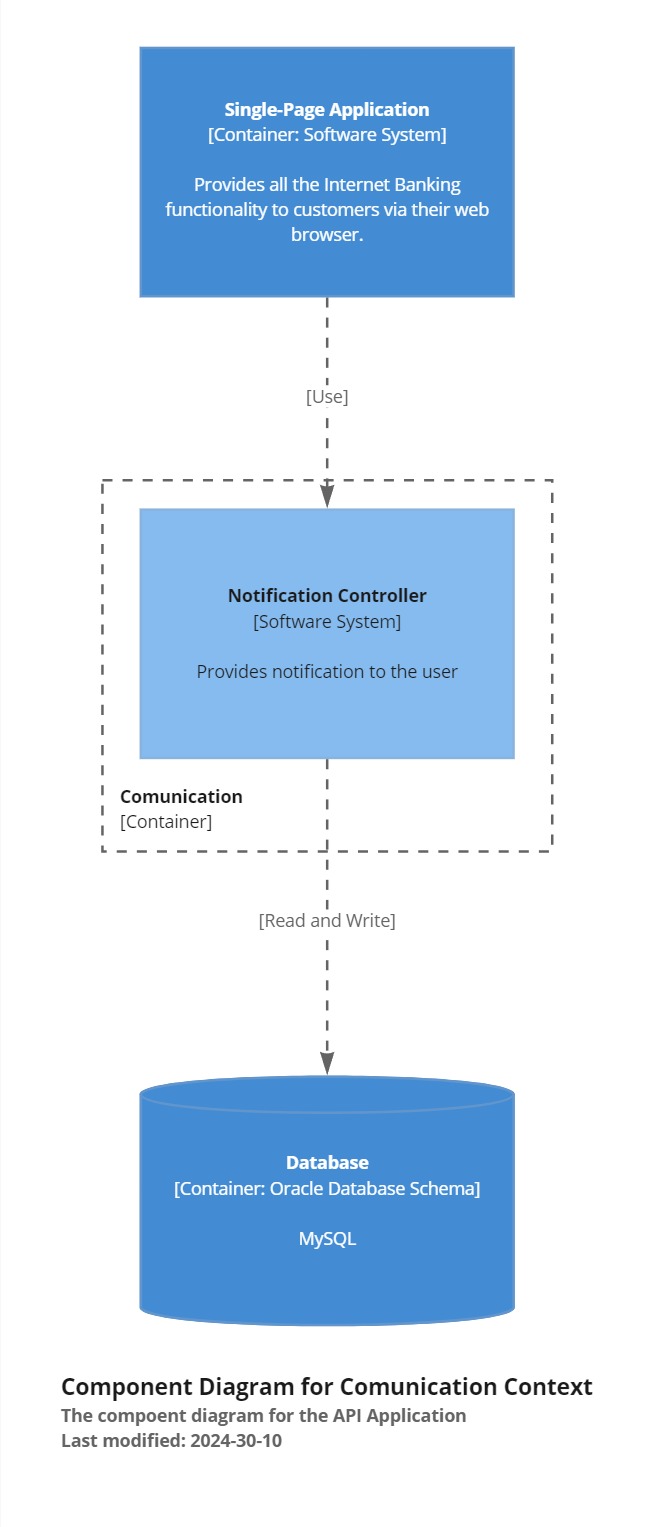 Single-Page Application
[Container: Software System]
Provides all the Internet Banking
functionality to customers via their web
browser.
[Use]
Notification Controller
[Software System]
Provides notification to the user
Comunication
[Container]
[Read and Write]
Database
[Container: Oracle Database Schema]
MySQL
Component Diagram for Comunication Context
The compoent diagram for the API Application
Last modified: 2024-30-10